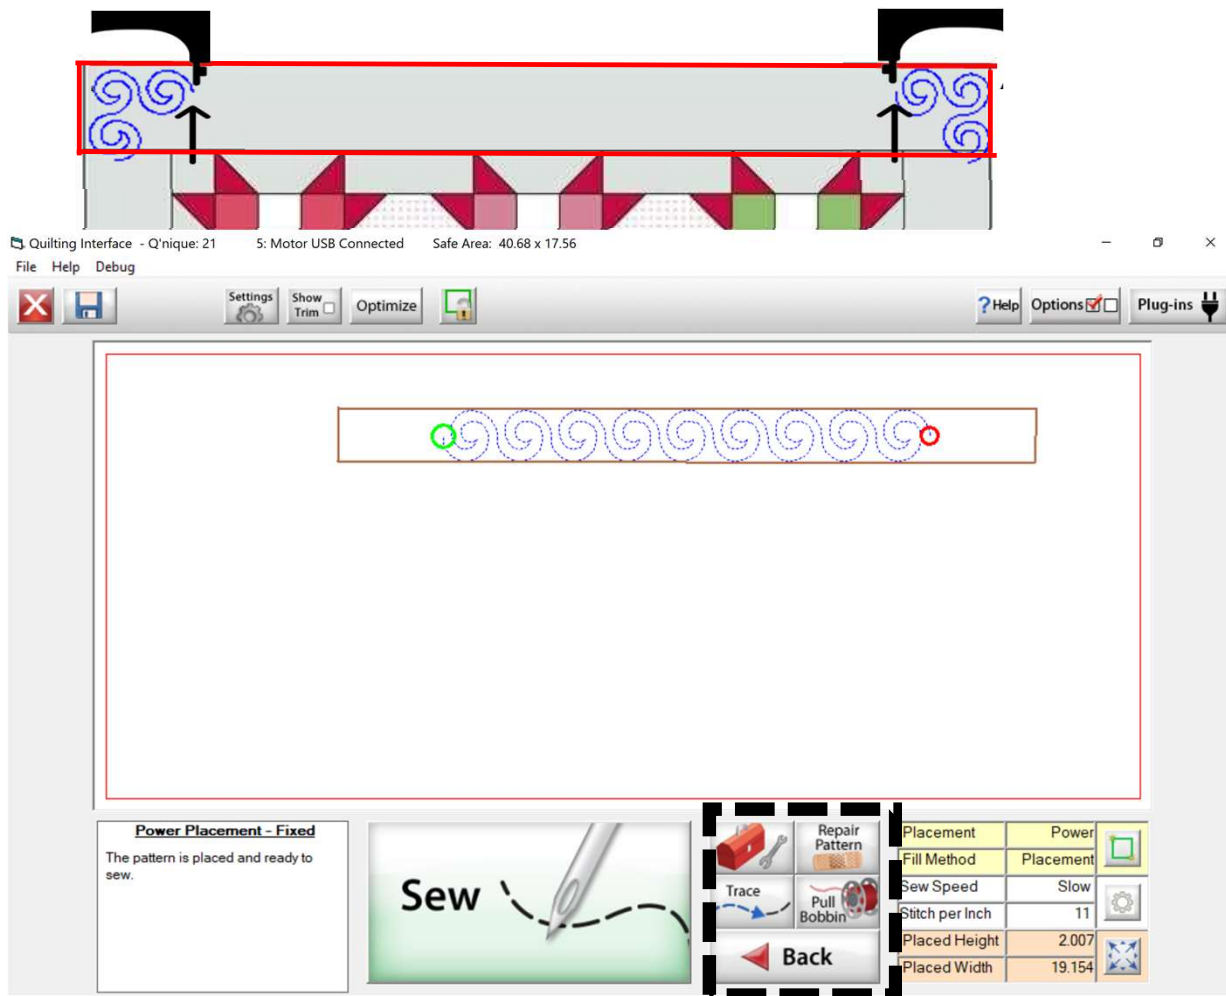 Quilting Interface - Q'nique: 21 5: Motor USB Connected Safe Area: 40.68 x 17.56
File Help Debug
Settings
Show
Trim
Optimize
? Help
Options
Plug-ins
Power Placement - Fixed
The pattern is placed and ready to
sew.
Sew
Repair
Pattern
Trace
Pull
Bobbin
Back
Placement Power
Fill Method Placement
Sew Speed Slow
Stitch per Inch 11
Placed Height 2.007
Placed Width 19.154